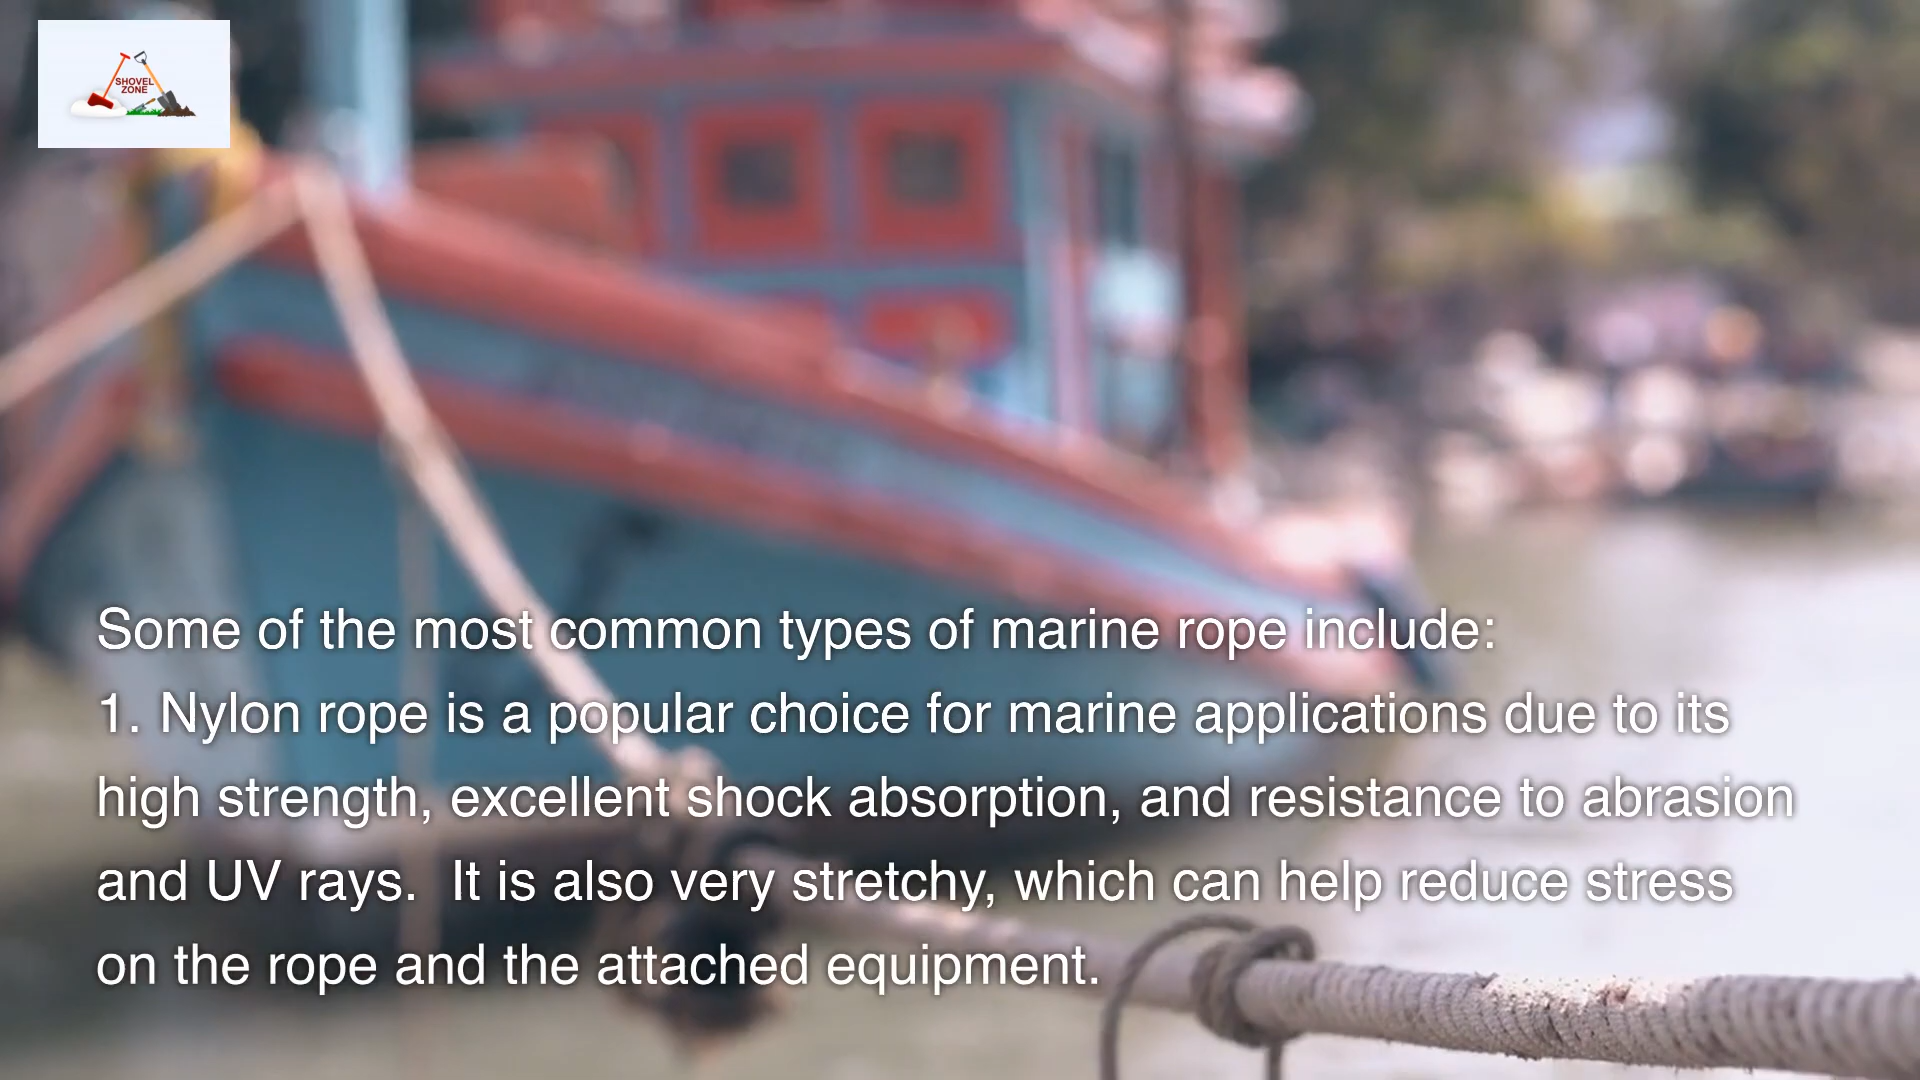 SHOVEL
ZONE
Some of the most common types of marine rope include:
1. Nylon rope is a popular choice for marine applications due to its
high strength, excellent shock absorption, and resistance to abrasion
and UV rays.  It is also very stretchy, which can help reduce stress
on the rope and the attached equipment.